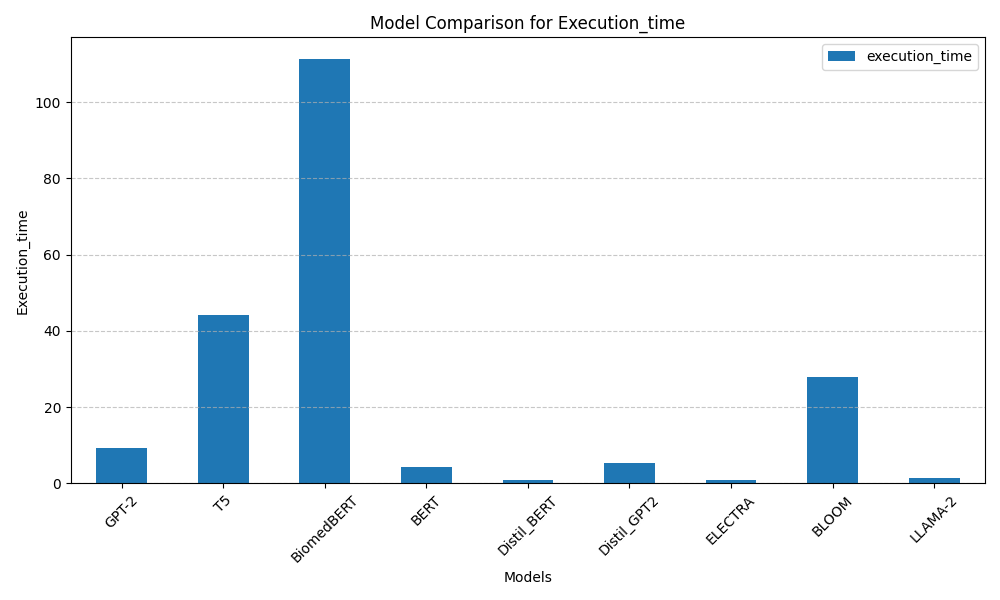 Model Comparison for Execution_time
execution_time
Execution_time
100
80
60
40
20
0
GPT-2
T5
BiomedBERT
BERT
Distil_BERT
Distil_GPT2
ELECTRA
BLOOM
LLAMA-2
Models